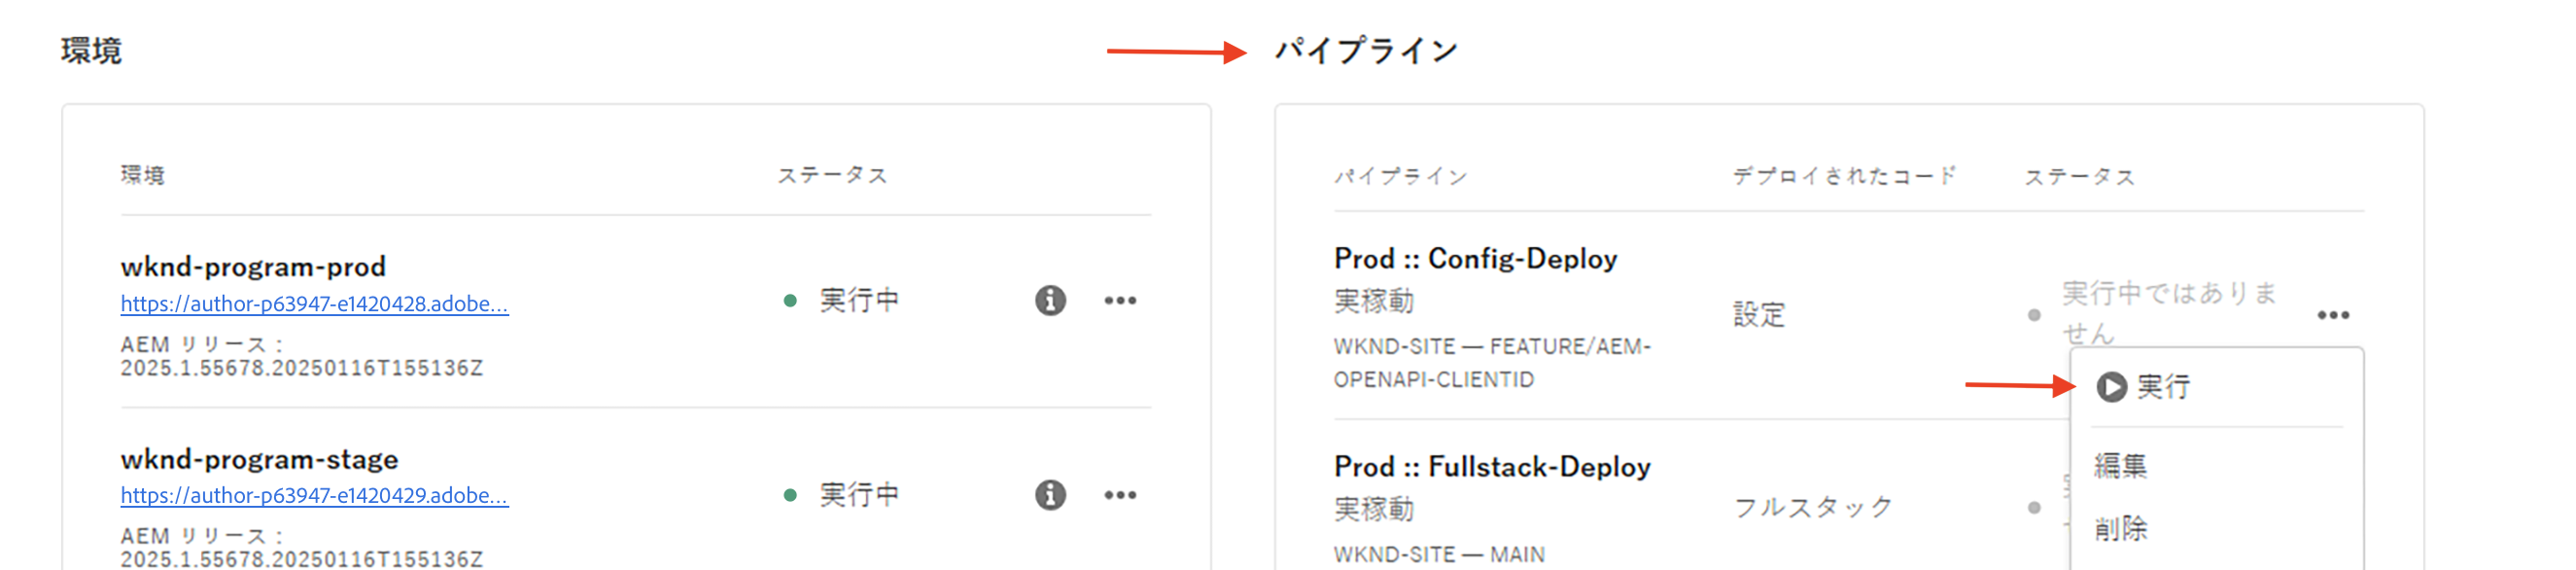 環境
環境
ステータス
wknd-program-prod
https://author-p63947-e1420428.adobe...
AEM リリース：
2025.1.55678.20250116T155136Z
実行中
wknd-program-stage
https://author-p63947-e1420429.adobe...
AEM リリース：
2025.1.55678.20250116T155136Z
実行中
パイプライン
パイプライン
デプロイされたコード
ステータス
Prod :: Config-Deploy
実稼動
WKND-SITE — FEATURE/AEM-
OPENAPI-CLIENTID
設定
実行中ではありま
せん
実行
編集
削除
Prod :: Fullstack-Deploy
実稼動
WKND-SITE — MAIN
フルスタック